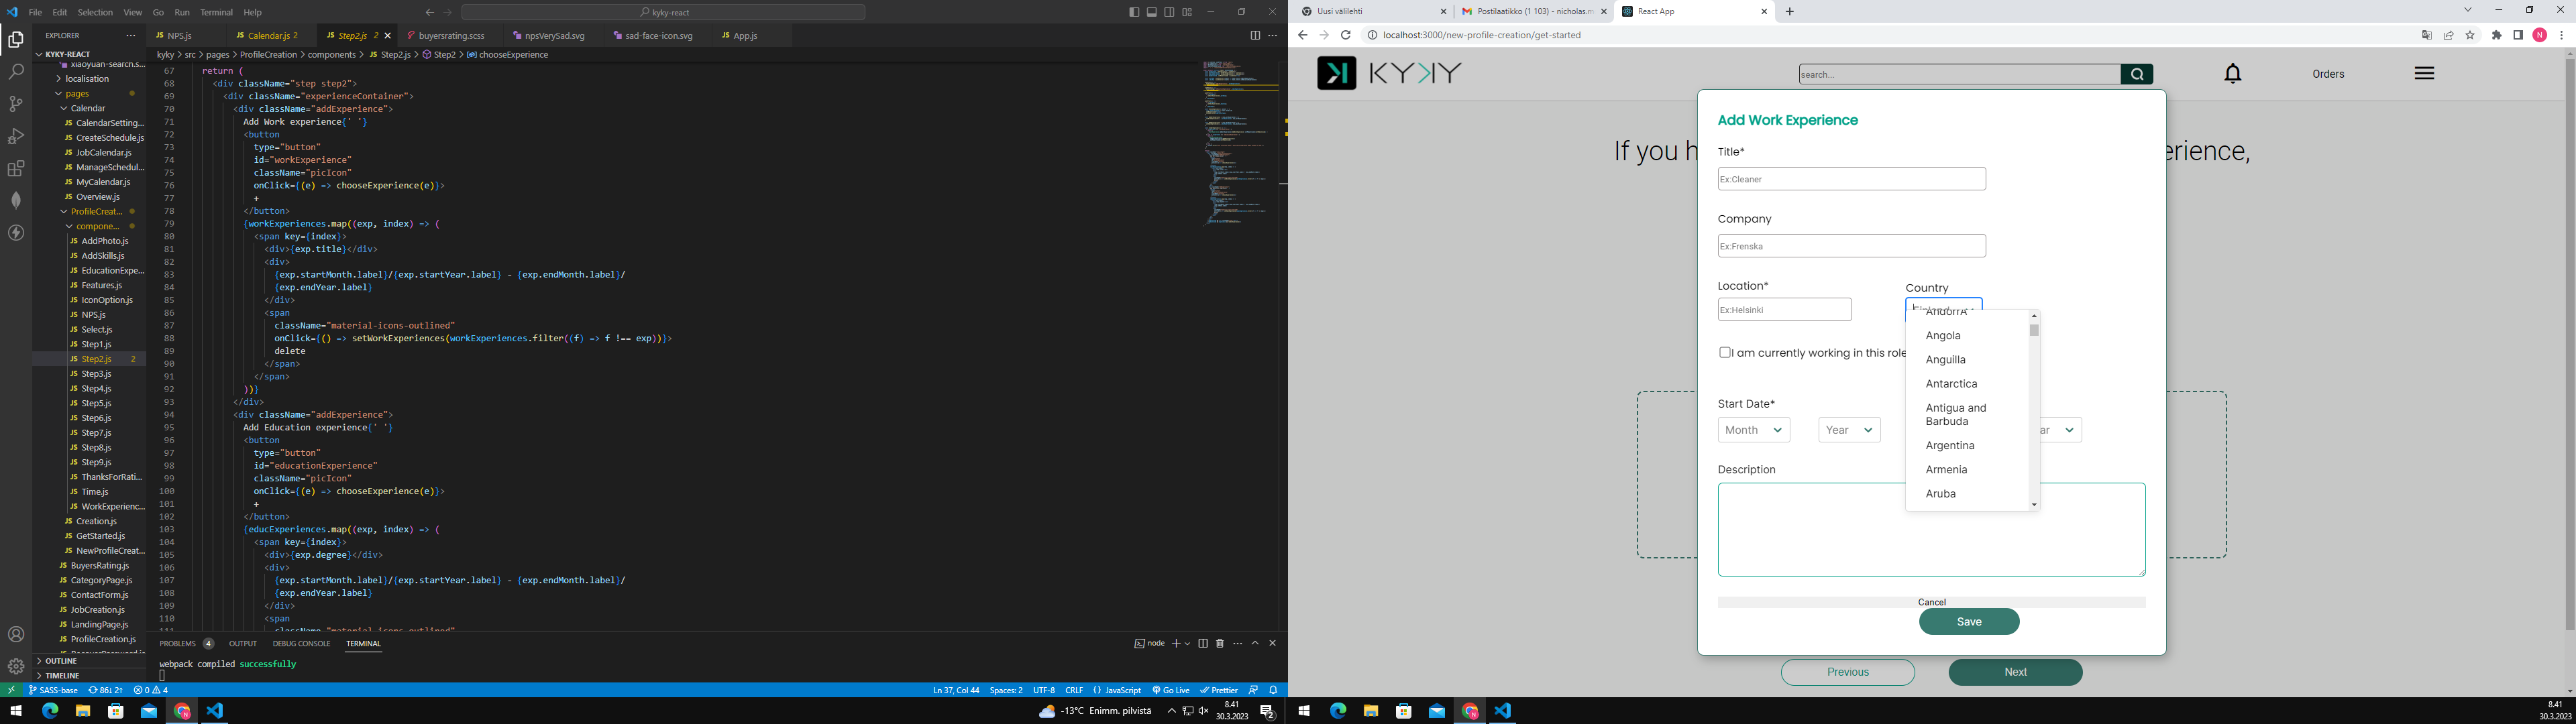 File Edit Selection View Go Run Terminal Help
kyky-react
EXPLORER
KYKY-REACT
xiaoyuan-search.s...
localisation
pages
Calendar
JS CalendarSetting...
JS CreateSchedule.js
JS JobCalendar.js
JS ManageSchedul...
JS MyCalendar.js
JS Overview.js
ProfileCreat...
compone...
JS AddPhoto.js
JS AddSkills.js
JS EducationExpe...
JS Features.js
JS IconOption.js
JS NPS.js
JS Select.js
JS Step1.js
JS Step2.js 2
JS Step3.js
JS Step4.js
JS Step5.js
JS Step6.js
JS Step7.js
JS Step8.js
JS Step9.js
JS ThanksForRati...
JS Time.js
JS WorkExperienc...
JS Creation.js
JS GetStarted.js
JS NewProfileCreat...
JS BuyersRating.js
JS CategoryPage.js
JS ContactForm.js
JS JobCreation.js
JS LandingPage.js
JS ProfileCreation.js
OUTLINE
TIMELINE
JS NPS.js
JS Calendar.js 2
JS Step2.js 2
buyersrating.scss
npsVerySad.svg
sad-face-icon.svg
JS App.js
kyky > src > pages > ProfileCreation > components > JS Step2.js > Step2 > chooseExperience
67 return (
68 <div className="step step2">
69 <div className="experienceContainer">
70 <div className="addExperience">
71 Add Work experience{' '}
72 <button
73 type="button"
74 id="workExperience"
75 className="picIcon"
76 onClick={(e) => chooseExperience(e)}>
77 +
78 </button>
79 {workExperiences.map((exp, index) => (
80 <span key={index}>
81 <div>{exp.title}</div>
82 <div>
83 {exp.startMonth.label}/{exp.startYear.label} - {exp.endMonth.label}/
84 {exp.endYear.label}
85 </div>
86 <span
87 className="material-icons-outlined"
88 onClick={() => setWorkExperiences(workExperiences.filter((f) => f !== exp))}>
89 delete
90 </span>
91 </span>
92 ))}
93 </div>
94 <div className="addExperience">
95 Add Education experience{' '}
96 <button
97 type="button"
98 id="educationExperience"
99 className="picIcon"
100 onClick={(e) => chooseExperience(e)}>
101 +
102 </button>
103 {educExperiences.map((exp, index) => (
104 <span key={index}>
105 <div>{exp.degree}</div>
106 <div>
107 {exp.startMonth.label}/{exp.startYear.label} - {exp.endMonth.label}/
108 {exp.endYear.label}
109 </div>
110 <span
PROBLEMS 4 OUTPUT DEBUG CONSOLE TERMINAL
node
webpack compiled successfully
SASS-base 86↓ 2↑ 0 4
Ln 37, Col 44 Spaces: 2 UTF-8 CRLF {} JavaScript Go Live Prettier
-13°C Enimm. pilvistä
8.41
30.3.2023
2
Uusi välilehti
Postilaatikko (1 103) - nicholas.m
React App
localhost:3000/new-profile-creation/get-started
N
KYKY
search...
Orders
If you h
erience,
Add Work Experience
Title*
Ex:Cleaner
Company
Ex:Frenska
Location*
Ex:Helsinki
Country
AndorrA
Angola
Anguilla
Antarctica
Antigua and
Barbuda
Argentina
Armenia
Aruba
I am currently working in this role
Start Date*
Month
Year
ar
Description
Cancel
Save
Previous
Next
8.41
30.3.2023